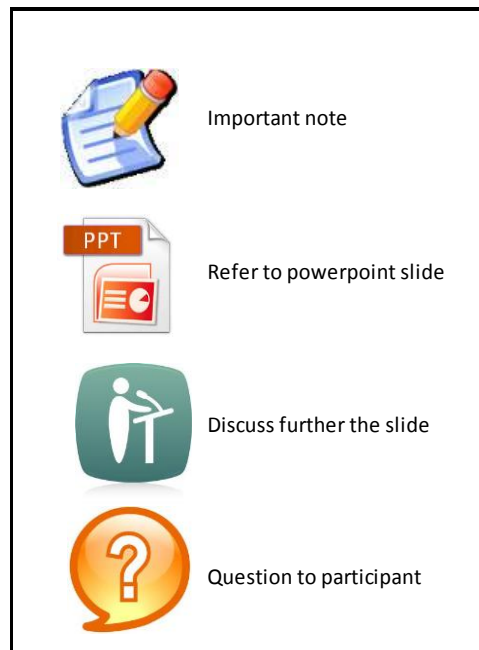 Important note
PPT
Refer to powerpoint slide
Discuss further the slide
?
Question to participant